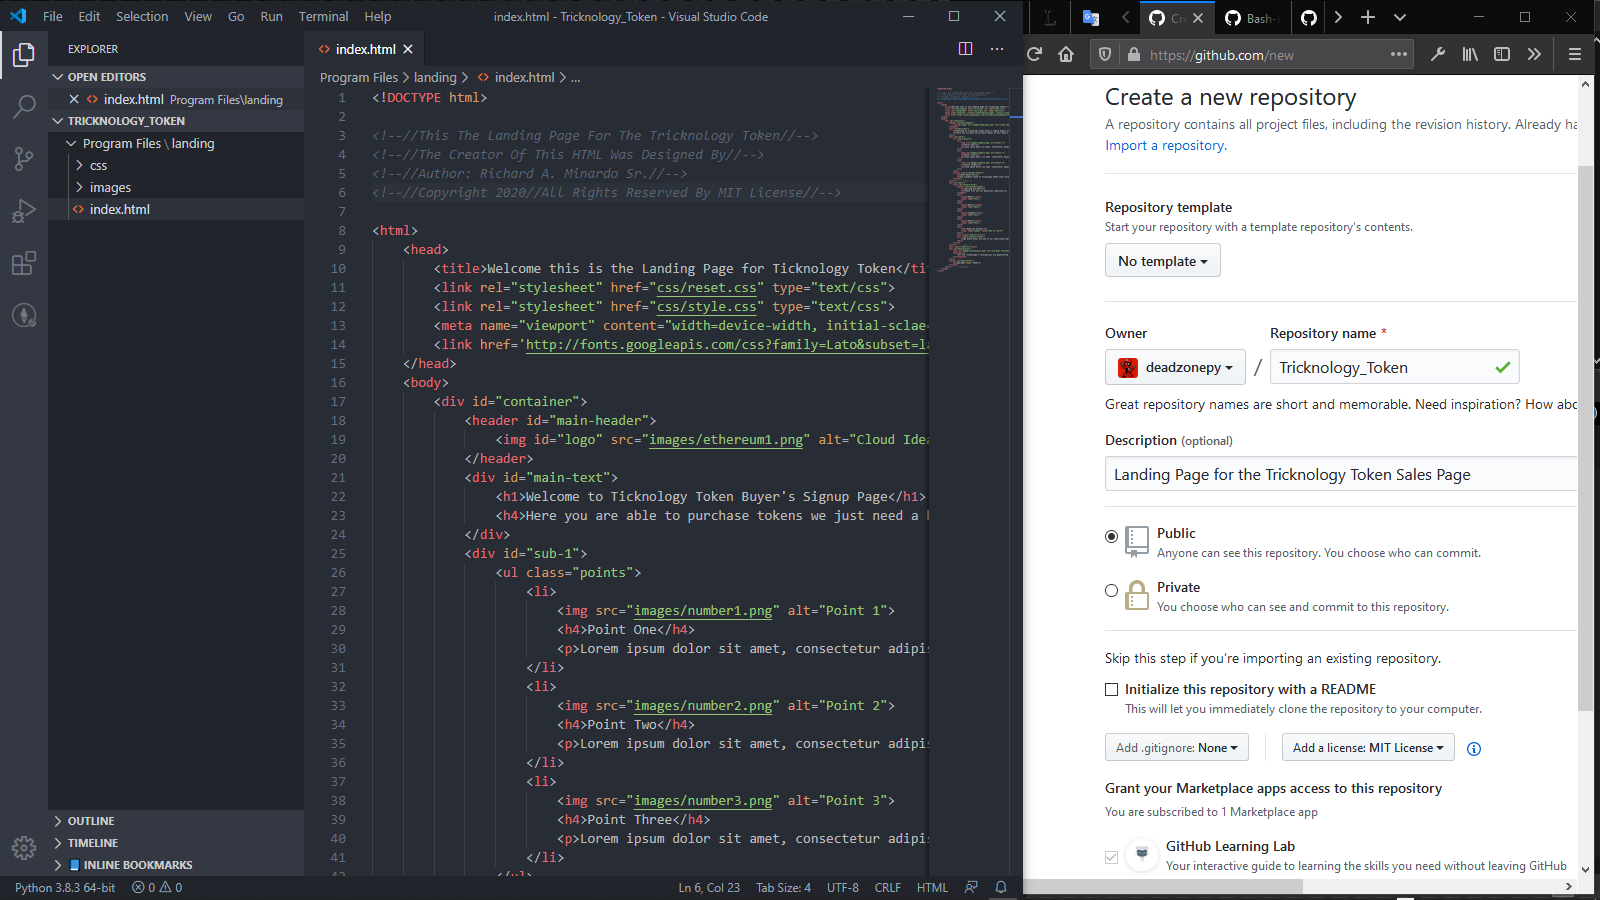 File Edit Selection View Go Run Terminal Help
index.html - Tricknology_Token - Visual Studio Code
EXPLORER
OPEN EDITORS
index.html Program Files\landing
TRICKNOLOGY_TOKEN
Program Files \ landing
css
images
index.html
OUTLINE
TIMELINE
INLINE BOOKMARKS
index.html
Program Files > landing > index.html > ...
1 <!DOCTYPE html>
2
3 <!--//This The Landing Page For The Tricknology Token//-->
4 <!--//The Creator Of This HTML Was Designed By//-->
5 <!--//Author: Richard A. Minardo Sr.//-->
6 <!--//Copyright 2020//All Rights Reserved By MIT License//-->
7
8 <html>
9 <head>
10 <title>Welcome this is the Landing Page for Ticknology Token</tit
11 <link rel="stylesheet" href="css/reset.css" type="text/css">
12 <link rel="stylesheet" href="css/style.css" type="text/css">
13 <meta name="viewport" content="width=device-width, initial-sclae=
14 <link href='http://fonts.googleapis.com/css?family=Lato&subset=la
15 </head>
16 <body>
17 <div id="container">
18 <header id="main-header">
19 <img id="logo" src="images/ethereum1.png" alt="Cloud Idea
20 </header>
21 <div id="main-text">
22 <h1>Welcome to Ticknology Token Buyer's Signup Page</h1>
23 <h4>Here you are able to purchase tokens we just need a
24 </div>
25 <div id="sub-1">
26 <ul class="points">
27 <li>
28 <img src="images/number1.png" alt="Point 1">
29 <h4>Point One</h4>
30 <p>Lorem ipsum dolor sit amet, consectetur adipis
31 </li>
32 <li>
33 <img src="images/number2.png" alt="Point 2">
34 <h4>Point Two</h4>
35 <p>Lorem ipsum dolor sit amet, consectetur adipis
36 </li>
37 <li>
38 <img src="images/number3.png" alt="Point 3">
39 <h4>Point Three</h4>
40 <p>Lorem ipsum dolor sit amet, consectetur adipis
41 </li>
Python 3.8.3 64-bit 0 0 Ln 6, Col 23 Tab Size: 4 UTF-8 CRLF HTML
Cre Bash-
https://github.com/new
Create a new repository
A repository contains all project files, including the revision history. Already ha
Import a repository.
Repository template
Start your repository with a template repository's contents.
No template
Owner Repository name *
deadzonepy / Tricknology_Token
Great repository names are short and memorable. Need inspiration? How abo
Description (optional)
Landing Page for the Tricknology Token Sales Page
Public
Anyone can see this repository. You choose who can commit.
Private
You choose who can see and commit to this repository.
Skip this step if you're importing an existing repository.
Initialize this repository with a README
This will let you immediately clone the repository to your computer.
Add .gitignore: None Add a license: MIT License
Grant your Marketplace apps access to this repository
You are subscribed to 1 Marketplace app
GitHub Learning Lab
Your interactive guide to learning the skills you need without leaving GitHub